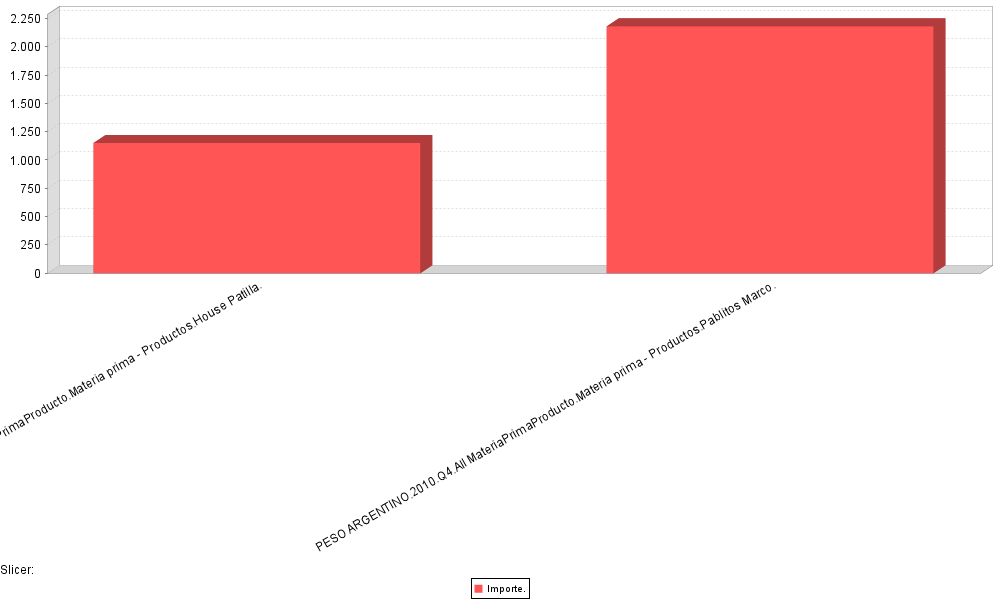 2.250
2.000
1.750
1.500
1.250
1.000
750
500
250
0
PrimaProducto.Materia prima - Productos.House Patilla.
PESO ARGENTINO.2010.Q4.All MateriaPrimaProducto.Materia prima - Productos.Pablitos Marco.
Slicer:
Importe.